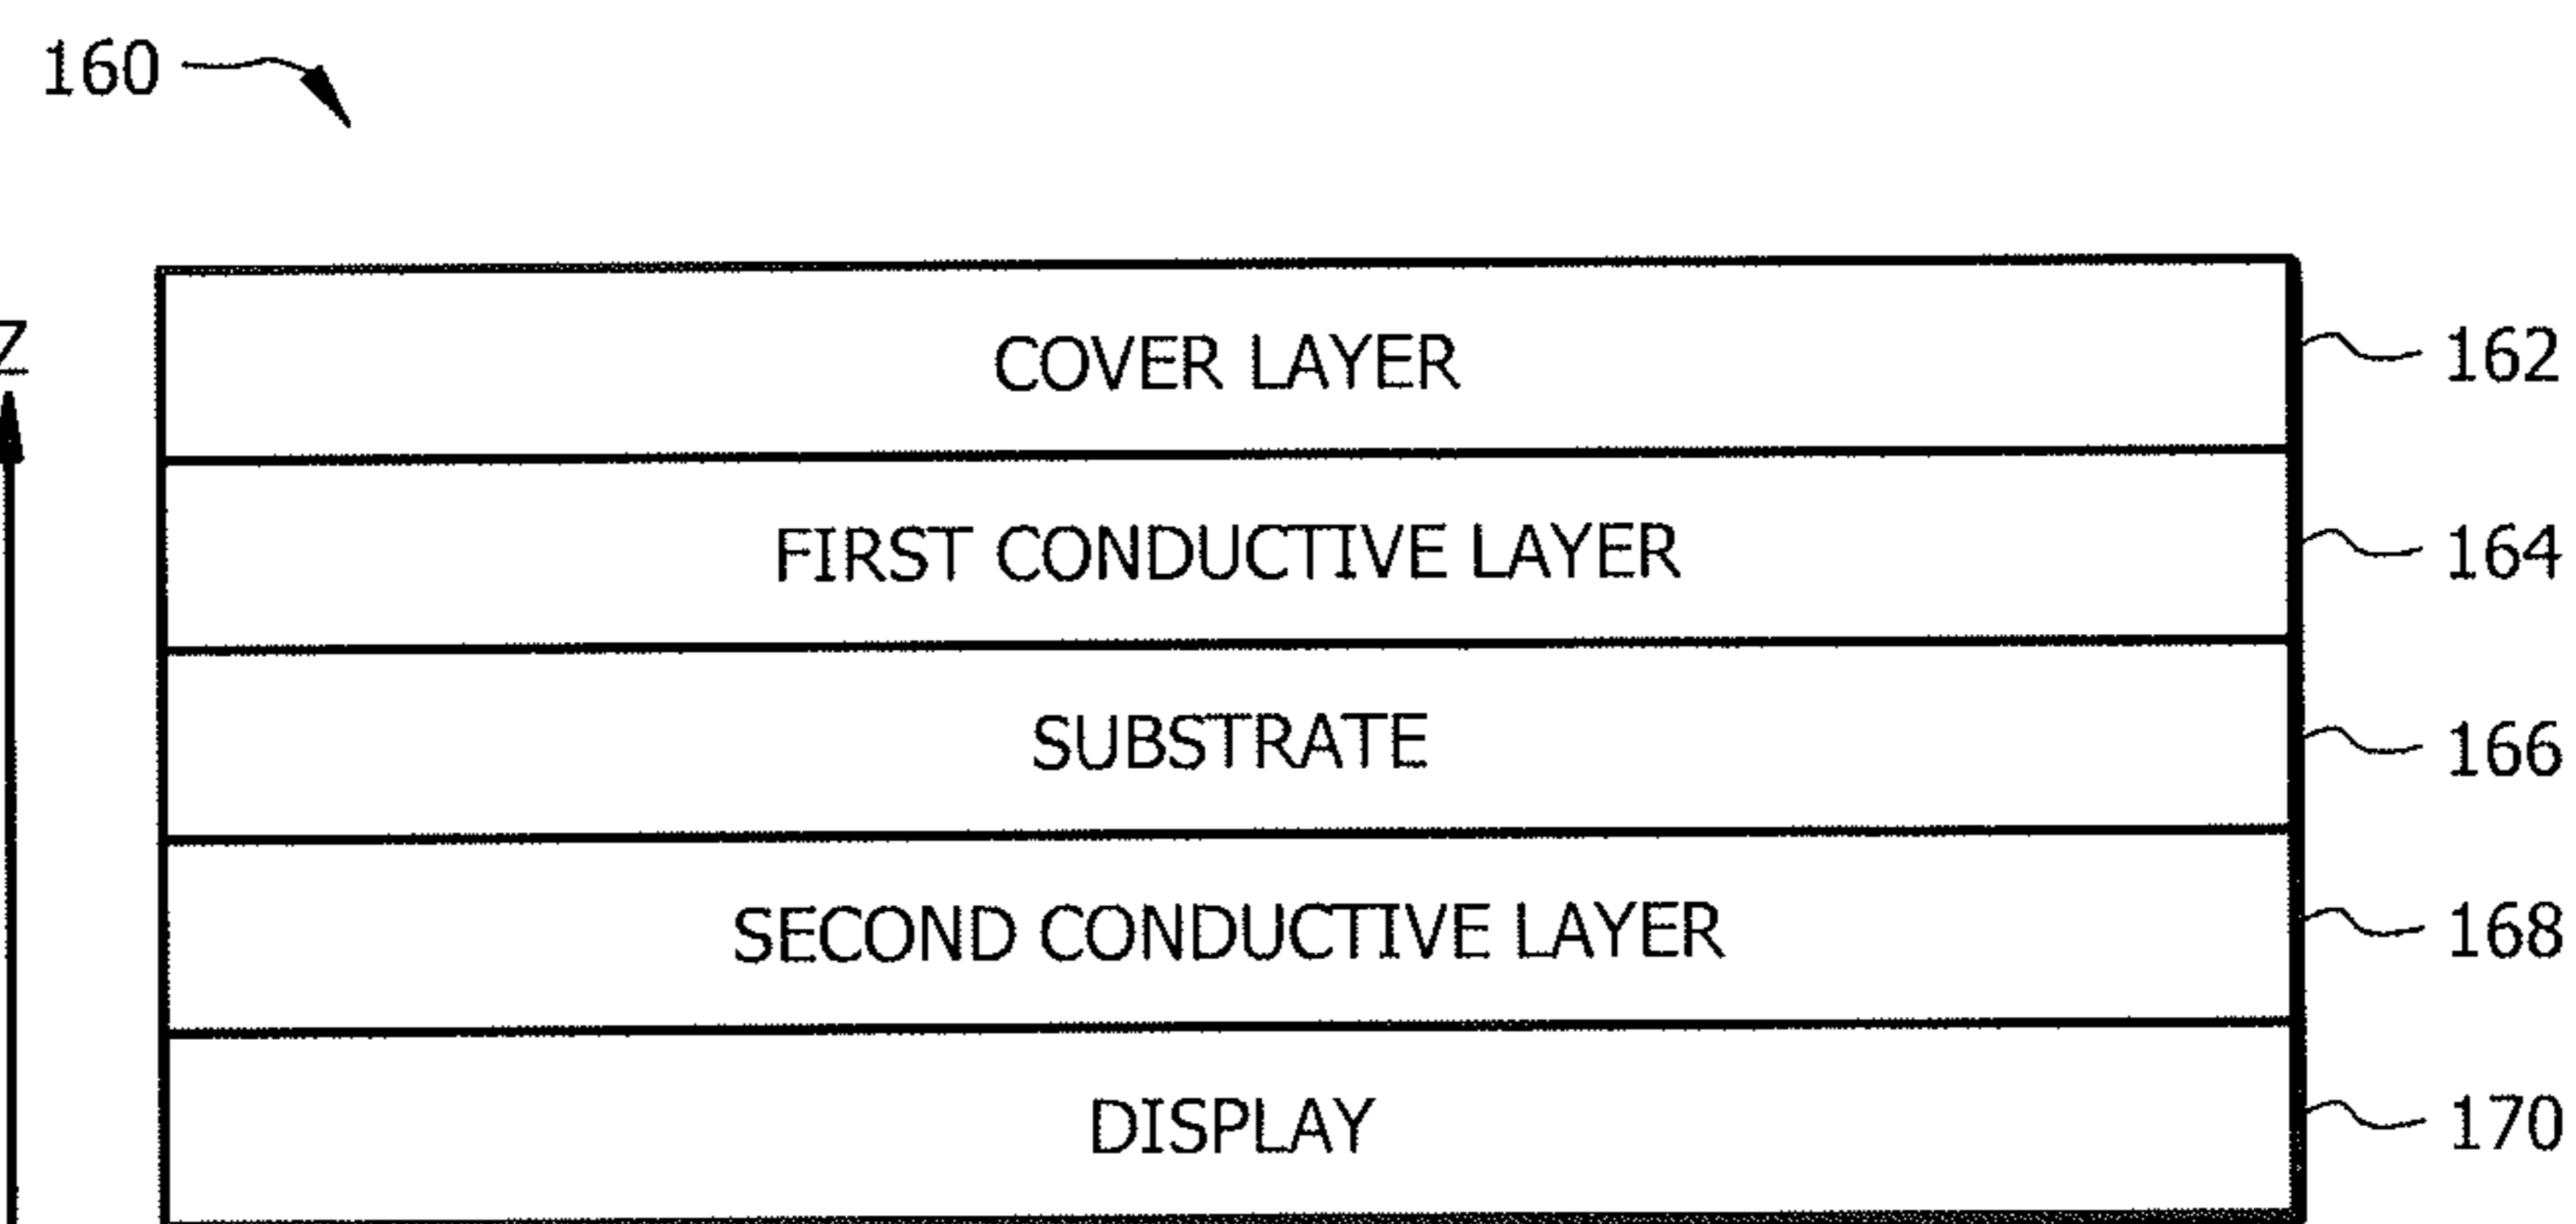 160
Z
COVER LAYER 162
FIRST CONDUCTIVE LAYER 164
SUBSTRATE 166
SECOND CONDUCTIVE LAYER 168
DISPLAY 170